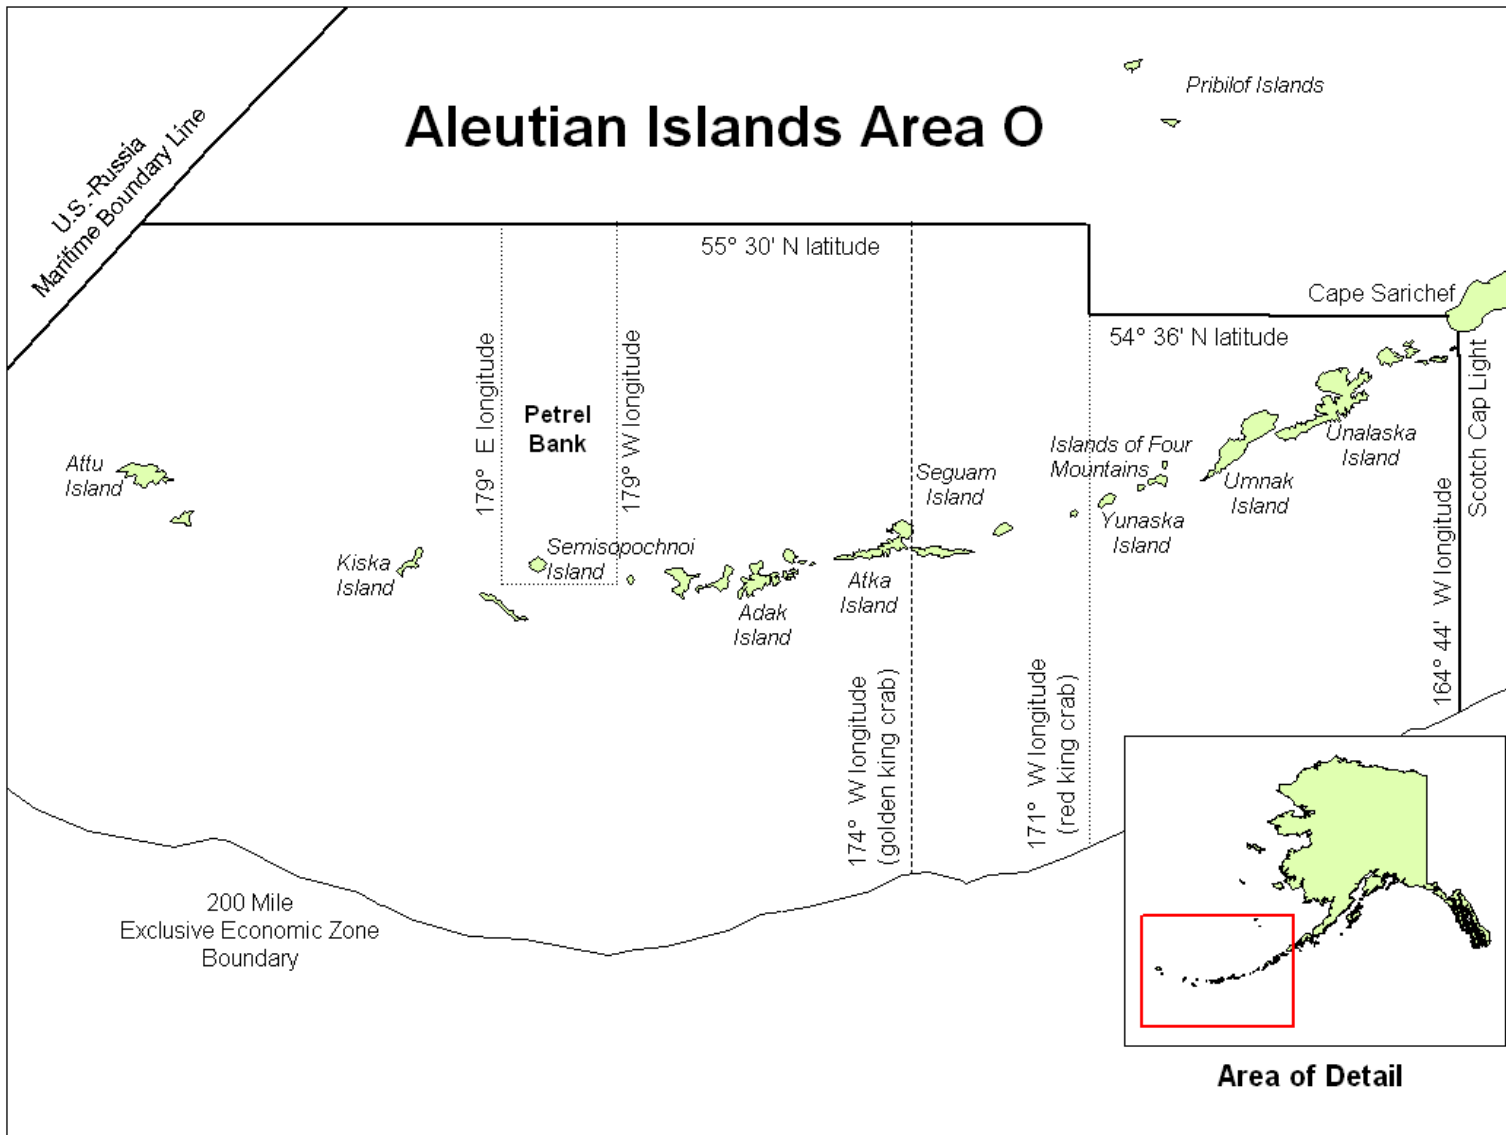 Pribilof Islands
Aleutian Islands Area O
U.S.-Russia
Maritime Boundary Line
55° 30' N latitude
Cape Sarichef
54° 36' N latitude
179° E longitude
Petrel
Bank
179° W longitude
Scotch Cap Light
Attu
Island
Islands of Four
Mountains
Unalaska
Island
Seguam
Island
Umnak
Island
Yunaska
Island
Kiska
Island
Semisopochnoi
Island
Adak
Island
Atka
Island
164° 44' W longitude
174° W longitude
(golden king crab)
171° W longitude
(red king crab)
200 Mile
Exclusive Economic Zone
Boundary
Area of Detail